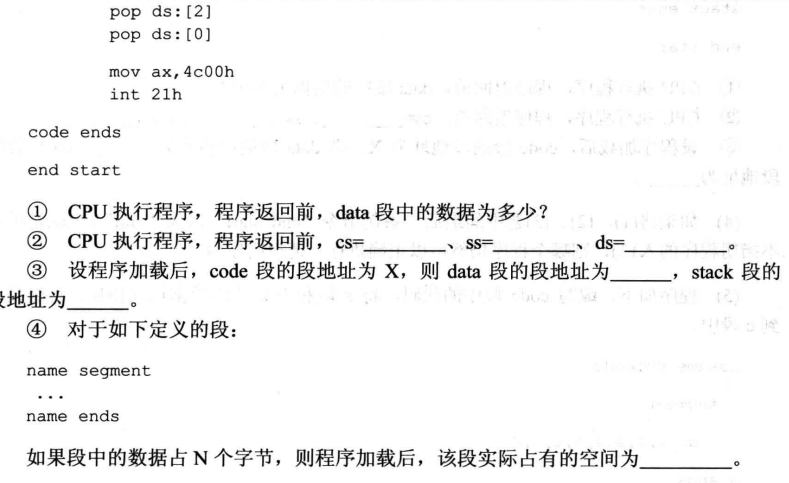 pop ds:[2]
pop ds:[0]
mov ax,4c00h
int 21h
code ends
end start
① CPU 执行程序，程序返回前，data 段中的数据为多少？
② CPU 执行程序，程序返回前，cs=______、ss=______、ds=______。
③ 设程序加载后，code 段的段地址为 X，则 data 段的段地址为______，stack 段的
段地址为______。
④ 对于如下定义的段：
name segment
...
name ends
如果段中的数据占 N 个字节，则程序加载后，该段实际占有的空间为_________。